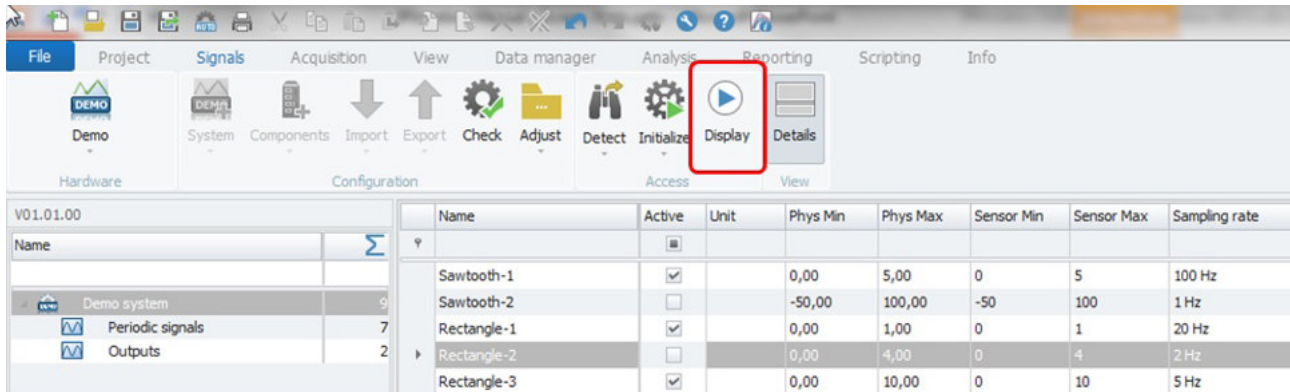 AUTO
File Project Signals Acquisition View Data manager Analysis Reporting Scripting Info
DEMO DEMO
Demo System Components Import Export Check Adjust Detect Initialize Display Details
Hardware Configuration Access View
V01.01.00
Name Σ
Demo system 9
Periodic signals 7
Outputs 2
Name Active Unit Phys Min Phys Max Sensor Min Sensor Max Sampling rate
Sawtooth-1 0,00 5,00 0 5 100 Hz
Sawtooth-2 -50,00 100,00 -50 100 1 Hz
Rectangle-1 0,00 1,00 0 1 20 Hz
Rectangle-2 0,00 4,00 0 4 2 Hz
Rectangle-3 0,00 10,00 0 10 5 Hz